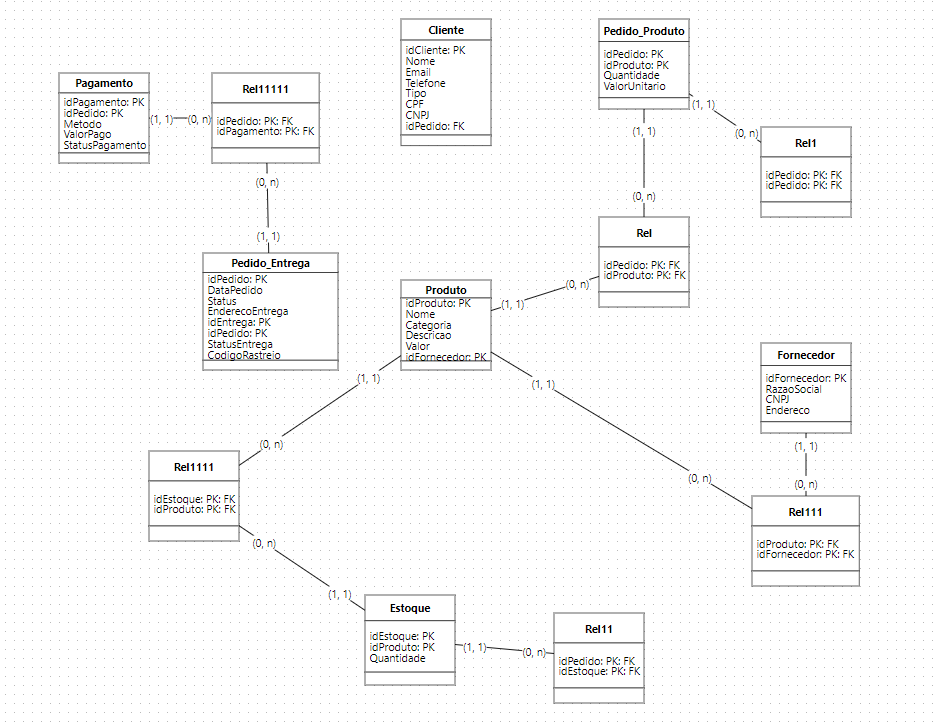 Cliente
idCliente: PK
Nome
Email
Telefone
Tipo
CPF
CNPJ
idPedido: FK
Pedido_Produto
idPedido: PK
idProduto: PK
Quantidade
ValorUnitario
Pagamento
idPagamento: PK
idPedido: PK
Metodo
ValorPago
StatusPagamento
(1, 1)
(0, n)
Rel11111
idPedido: PK: FK
idPagamento: PK: FK
(1, 1)
(0, n)
Rel1
idPedido: PK: FK
idPedido: PK: FK
(1, 1)
(0, n)
(0, n)
(1, 1)
Rel
idPedido: PK: FK
idProduto: PK: FK
Pedido_Entrega
idPedido: PK
DataPedido
Status
EnderecoEntrega
idEntrega: PK
idPedido: PK
StatusEntrega
CodigoRastreio
Produto
idProduto: PK
Nome
Categoria
Descricao
Valor
idFornecedor: PK
(1, 1)
(0, n)
Fornecedor
idFornecedor: PK
RazaoSocial
CNPJ
Endereco
(1, 1)
(1, 1)
(0, n)
(1, 1)
(0, n)
(0, n)
Rel1111
idEstoque: PK: FK
idProduto: PK: FK
Rel111
idProduto: PK: FK
idFornecedor: PK: FK
(0, n)
(1, 1)
Estoque
idEstoque: PK
idProduto: PK
Quantidade
(1, 1)
(0, n)
Rel11
idPedido: PK: FK
idEstoque: PK: FK